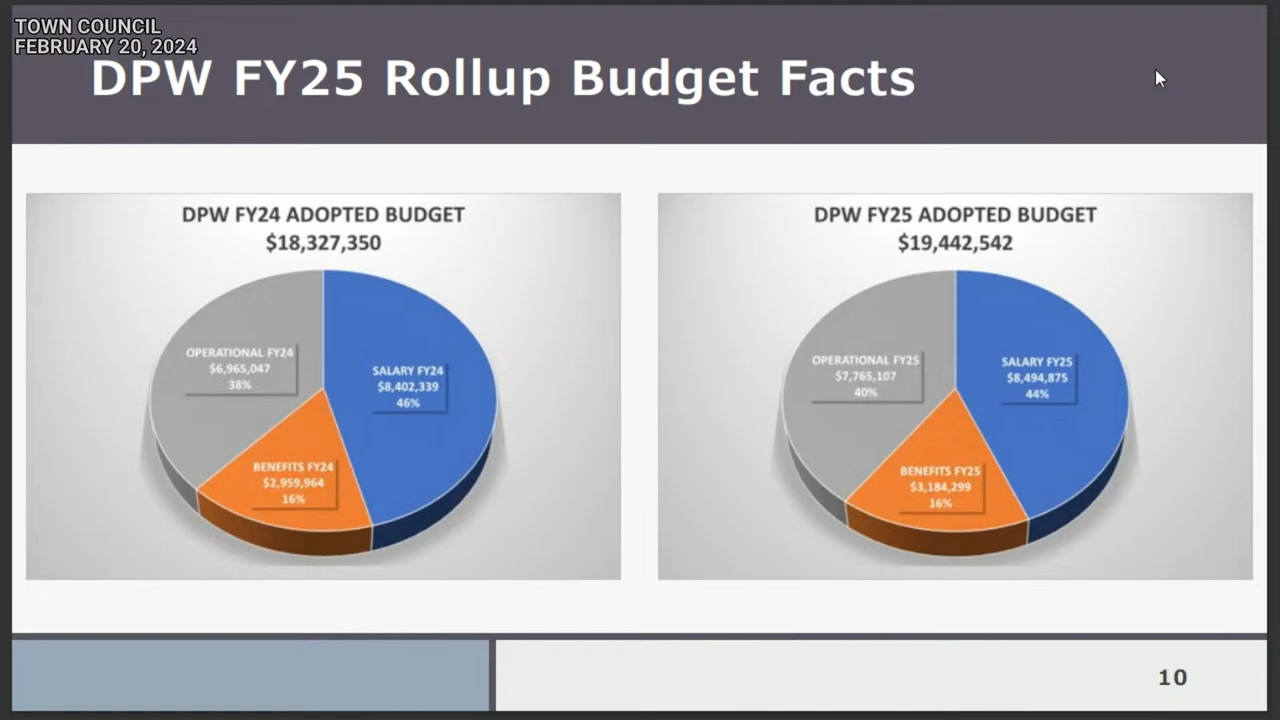 TOWN COUNCIL
FEBRUARY 20, 2024
DPW FY25 Rollup Budget Facts
DPW FY24 ADOPTED BUDGET
$18,327,350
OPERATIONAL FY24
$6,965,047
38%
SALARY FY24
$8,402,339
46%
BENEFITS FY24
$2,959,964
16%
DPW FY25 ADOPTED BUDGET
$19,442,542
OPERATIONAL FY25
$7,765,107
40%
SALARY FY25
$8,494,875
44%
BENEFITS FY25
$3,184,299
16%
10